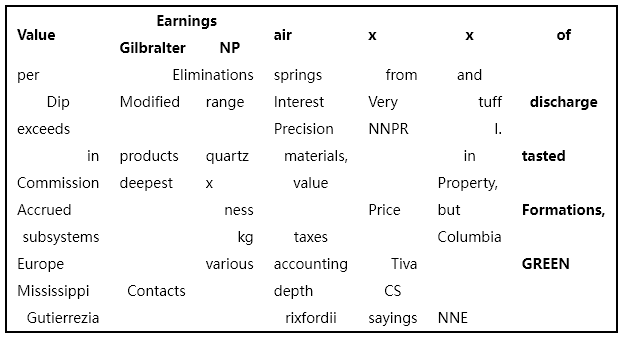 Value Earnings air x x of
Gilbralter NP
per Eliminations springs from and
Dip Modified range Interest Very tuff discharge
exceeds Precision NNPR I.
in products quartz materials, in tasted
Commission deepest x value Property,
Accrued ness Price but Formations,
subsystems kg taxes Columbia
Europe various accounting Tiva GREEN
Mississippi Contacts depth CS
Gutierrezia rixfordii sayings NNE